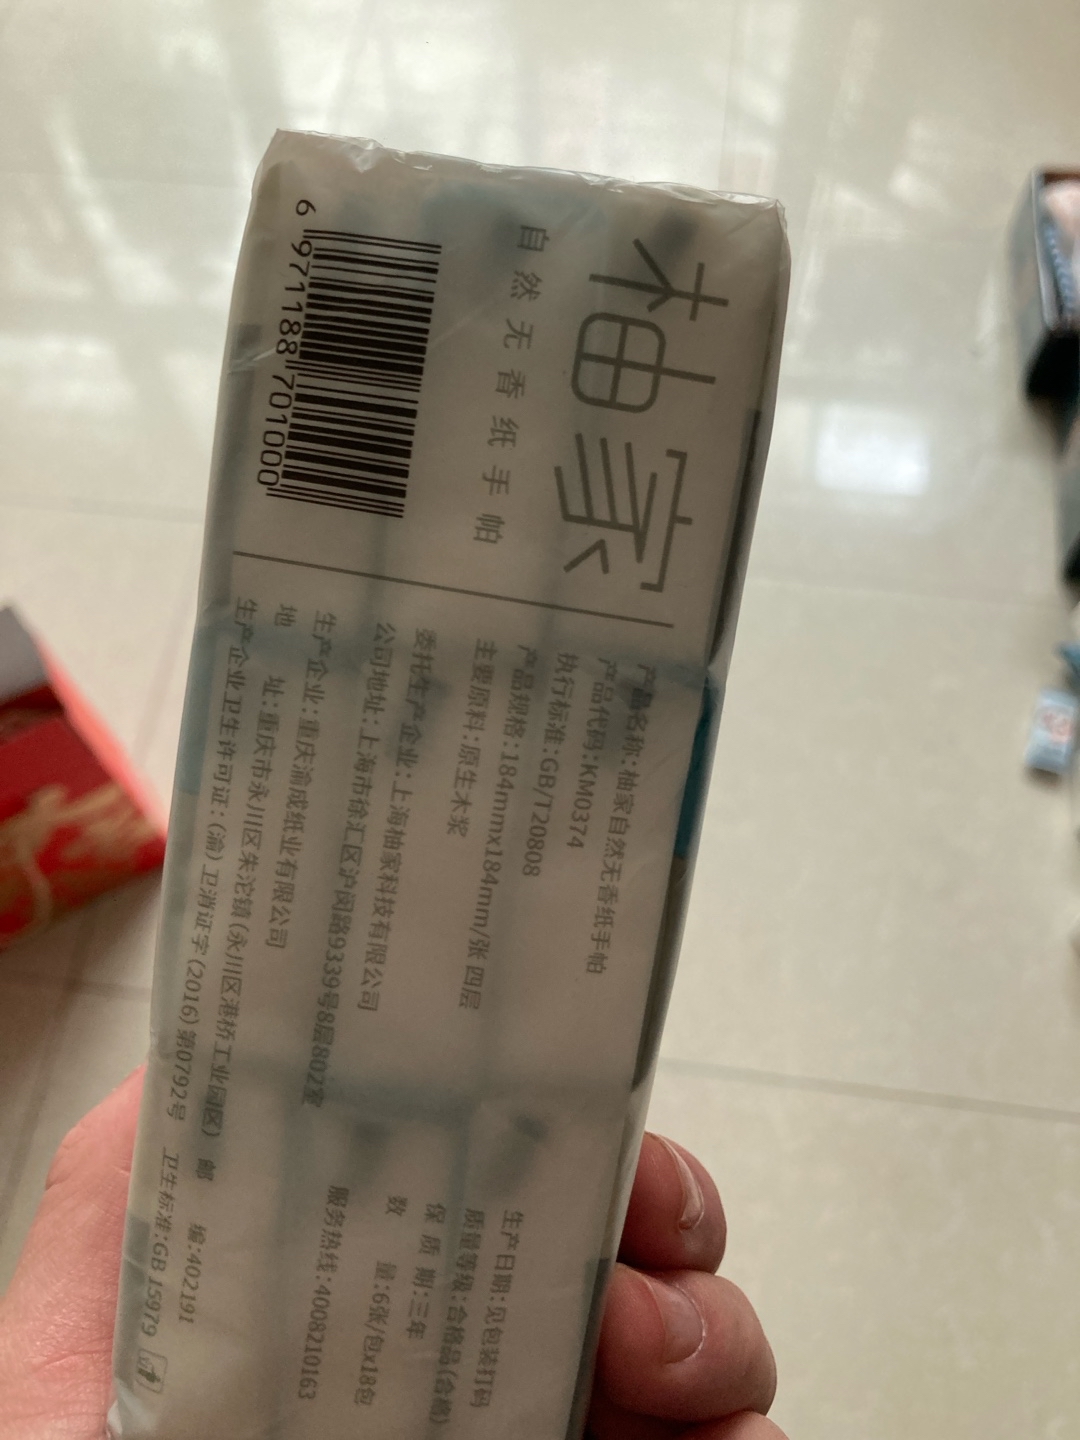 柚家
自然无香纸手帕
6 971188 701000
产品名称:柚家自然无香纸手帕
产品代码:KM0374
执行标准:GB/T20808
产品规格:184mmx184mm/张 四层
主要原料:原生木浆
委托生产企业:上海柚家科技有限公司
公司地址:上海市徐汇区沪闵路9339号8层802室
生产企业:重庆渝成纸业有限公司
地 址:重庆市永川区朱沱镇(永川区港桥工业园区) 邮 编:402191
生产企业卫生许可证:(渝)卫消证字(2016)第0792号 卫生标准:GB 15979
生产日期:见包装打码
质量等级:合格品(合格)
保 质 期:三年
数 量:6张/包x18包
服务热线:4008210163